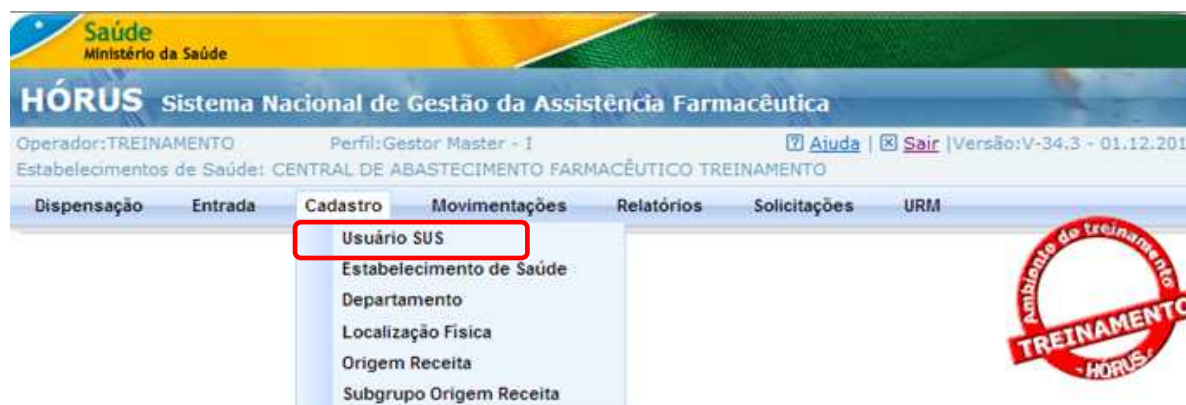 Saúde
Ministério da Saúde
HÓRUS Sistema Nacional de Gestão da Assistência Farmacêutica
Operador:TREINAMENTO Perfil:Gestor Master - I Ajuda | Sair |Versão:V-34.3 - 01.12.201
Estabelecimentos de Saúde: CENTRAL DE ABASTECIMENTO FARMACÊUTICO TREINAMENTO
Dispensação Entrada Cadastro Movimentações Relatórios Solicitações URM
Usuário SUS
Estabelecimento de Saúde
Departamento
Localização Física
Origem Receita
Subgrupo Origem Receita
Ambiente de treinamento
TREINAMENTO
- HÓRUS -